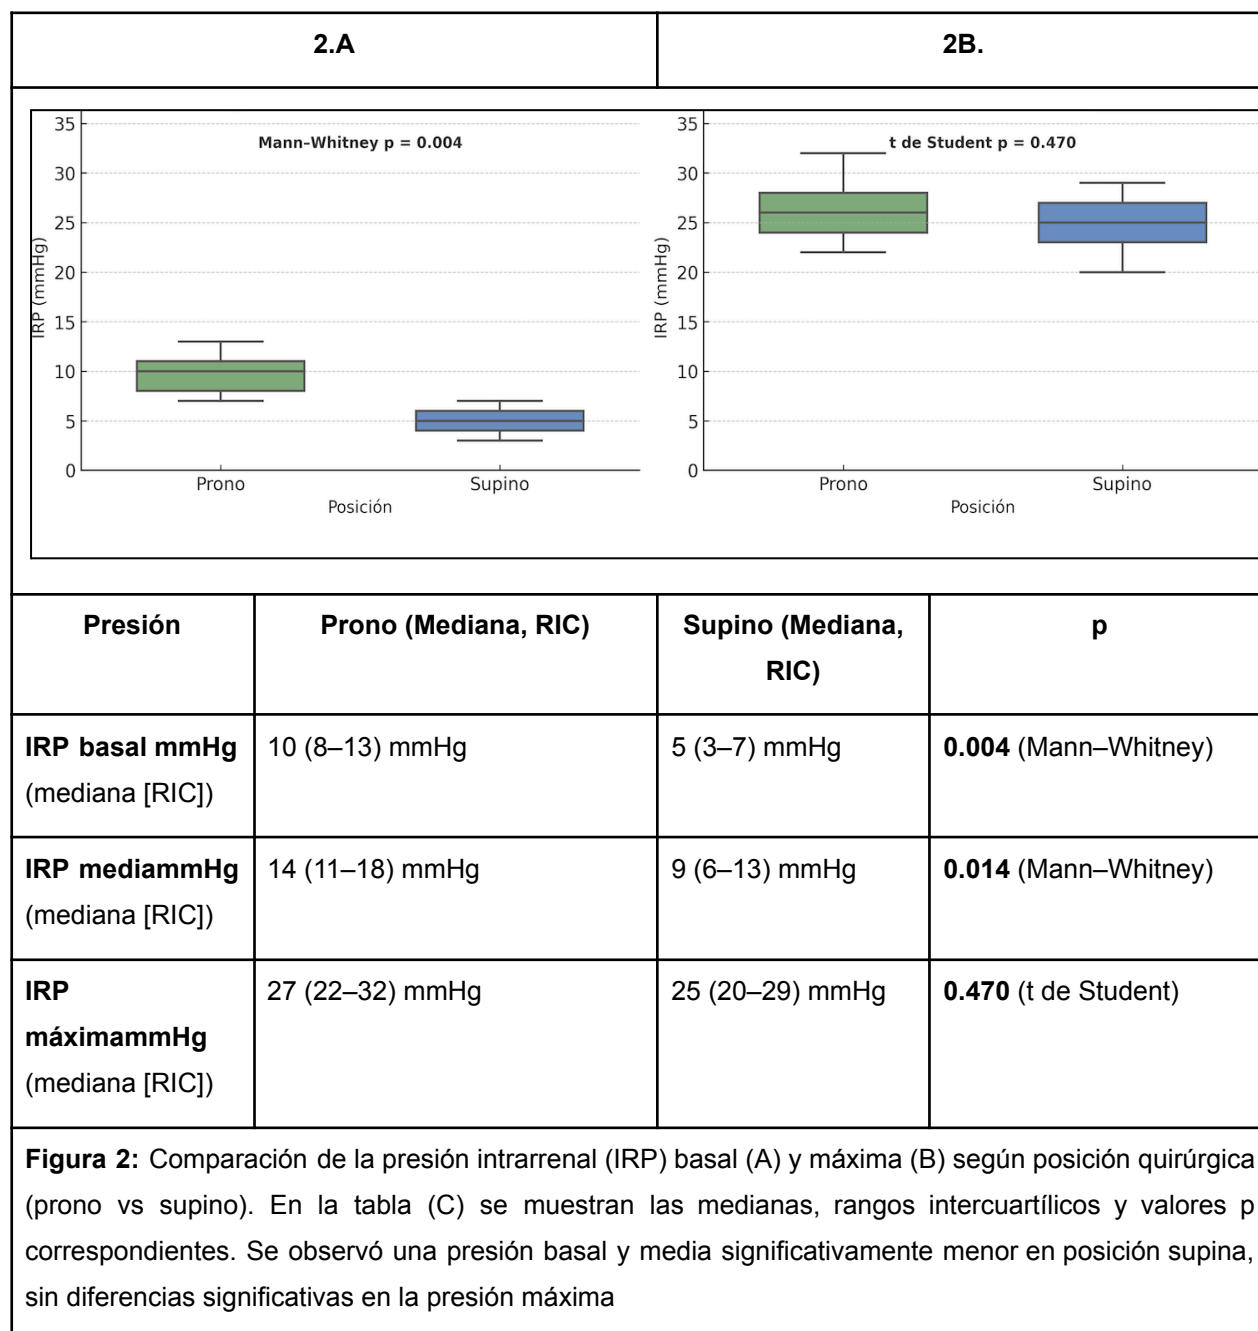 2.A
2B.
35
30
25
20
15
10
5
0
IRP (mmHg)
Mann–Whitney p = 0.004
Prono
Supino
Posición
35
30
25
20
15
10
5
0
IRP (mmHg)
t de Student p = 0.470
Prono
Supino
Posición
Presión
Prono (Mediana, RIC)
Supino (Mediana,
RIC)
p
IRP basal mmHg
(mediana [RIC])
10 (8–13) mmHg
5 (3–7) mmHg
0.004 (Mann–Whitney)
IRP mediammHg
(mediana [RIC])
14 (11–18) mmHg
9 (6–13) mmHg
0.014 (Mann–Whitney)
IRP
máximammHg
(mediana [RIC])
27 (22–32) mmHg
25 (20–29) mmHg
0.470 (t de Student)
Figura 2: Comparación de la presión intrarrenal (IRP) basal (A) y máxima (B) según posición quirúrgica
(prono vs supino). En la tabla (C) se muestran las medianas, rangos intercuartílicos y valores p
correspondientes. Se observó una presión basal y media significativamente menor en posición supina,
sin diferencias significativas en la presión máxima